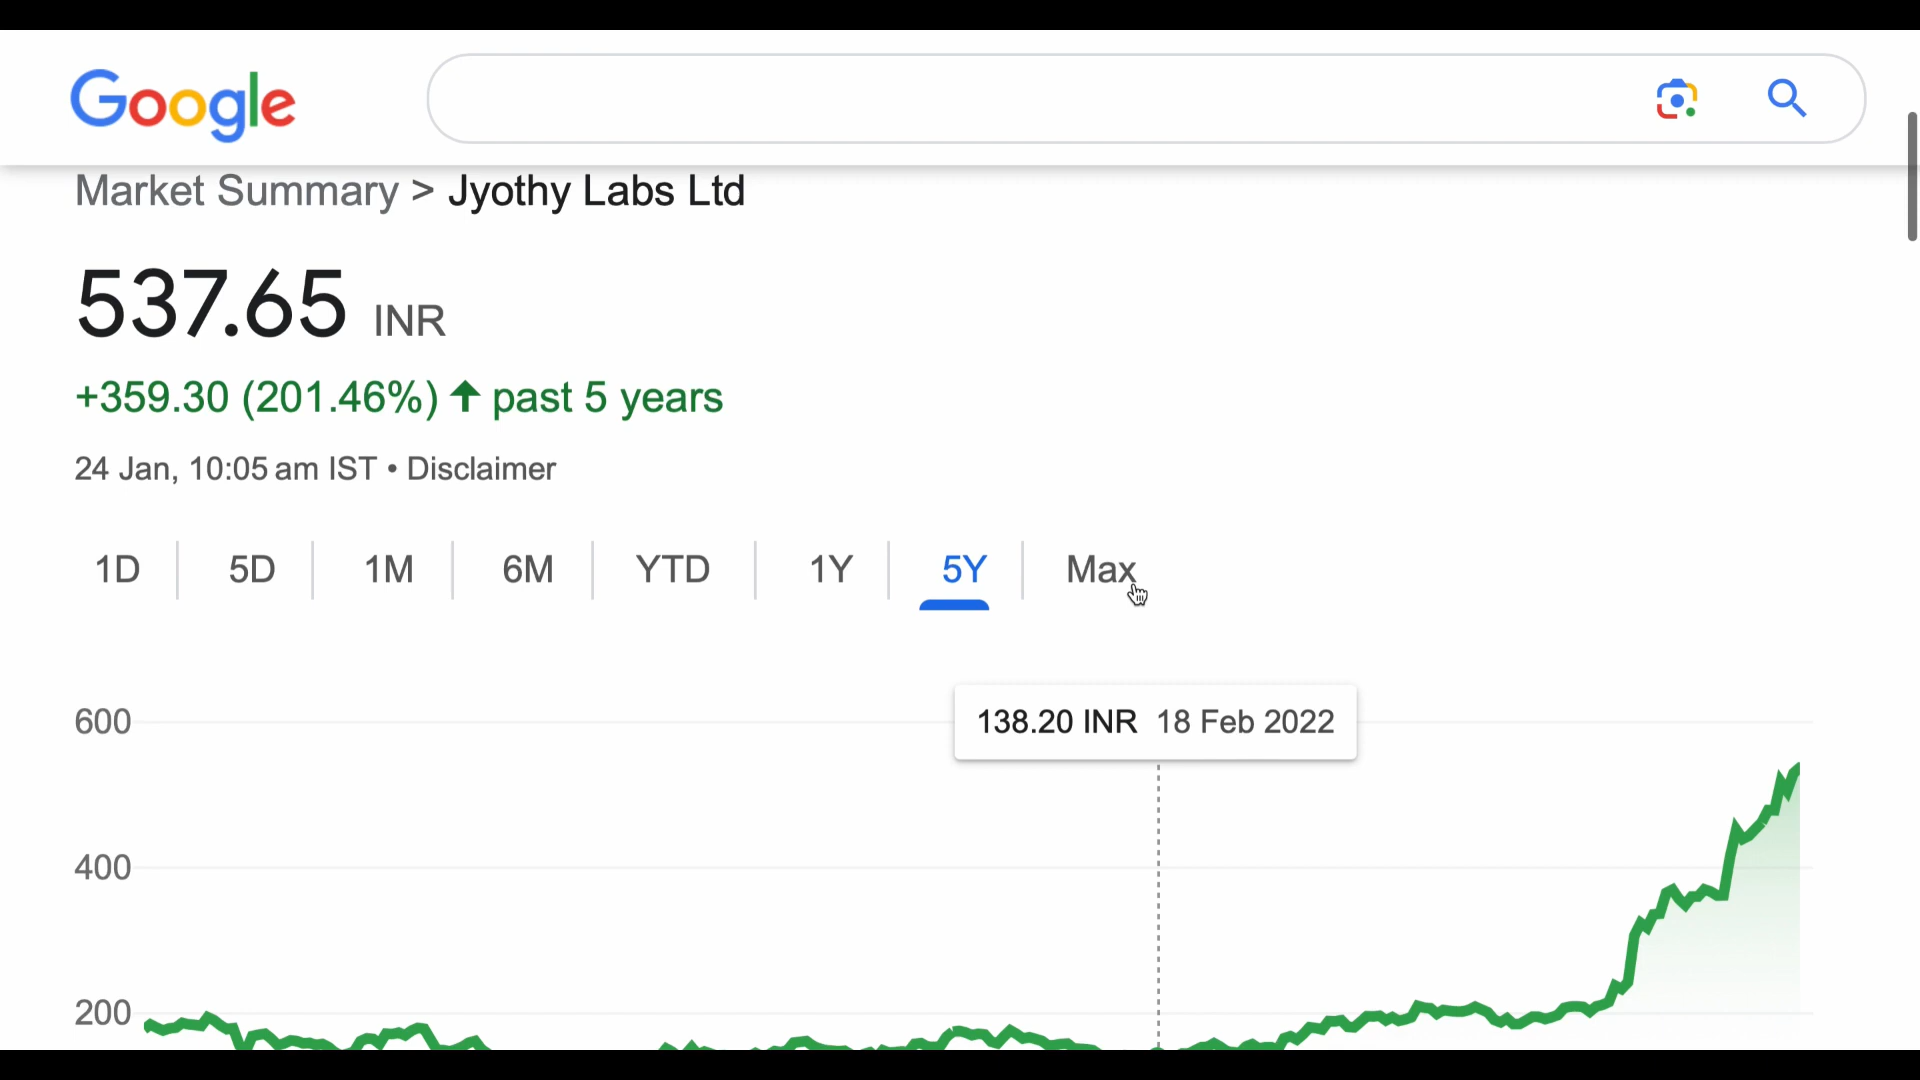 Google
Market Summary > Jyothy Labs Ltd
537.65 INR
+359.30 (201.46%) ↑ past 5 years
24 Jan, 10:05 am IST • Disclaimer
1D 5D 1M 6M YTD 1Y 5Y Max
138.20 INR 18 Feb 2022
600
400
200